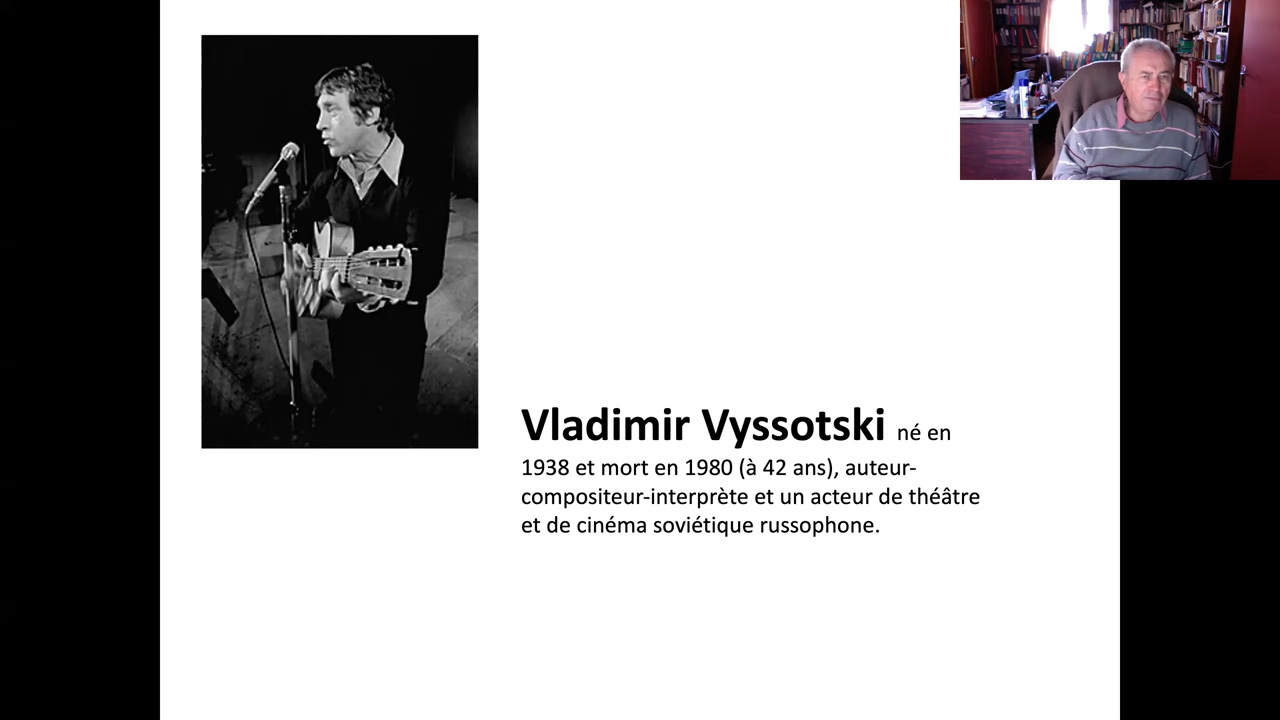 Vladimir Vyssotski né en
1938 et mort en 1980 (à 42 ans), auteur-
compositeur-interprète et un acteur de théâtre
et de cinéma soviétique russophone.